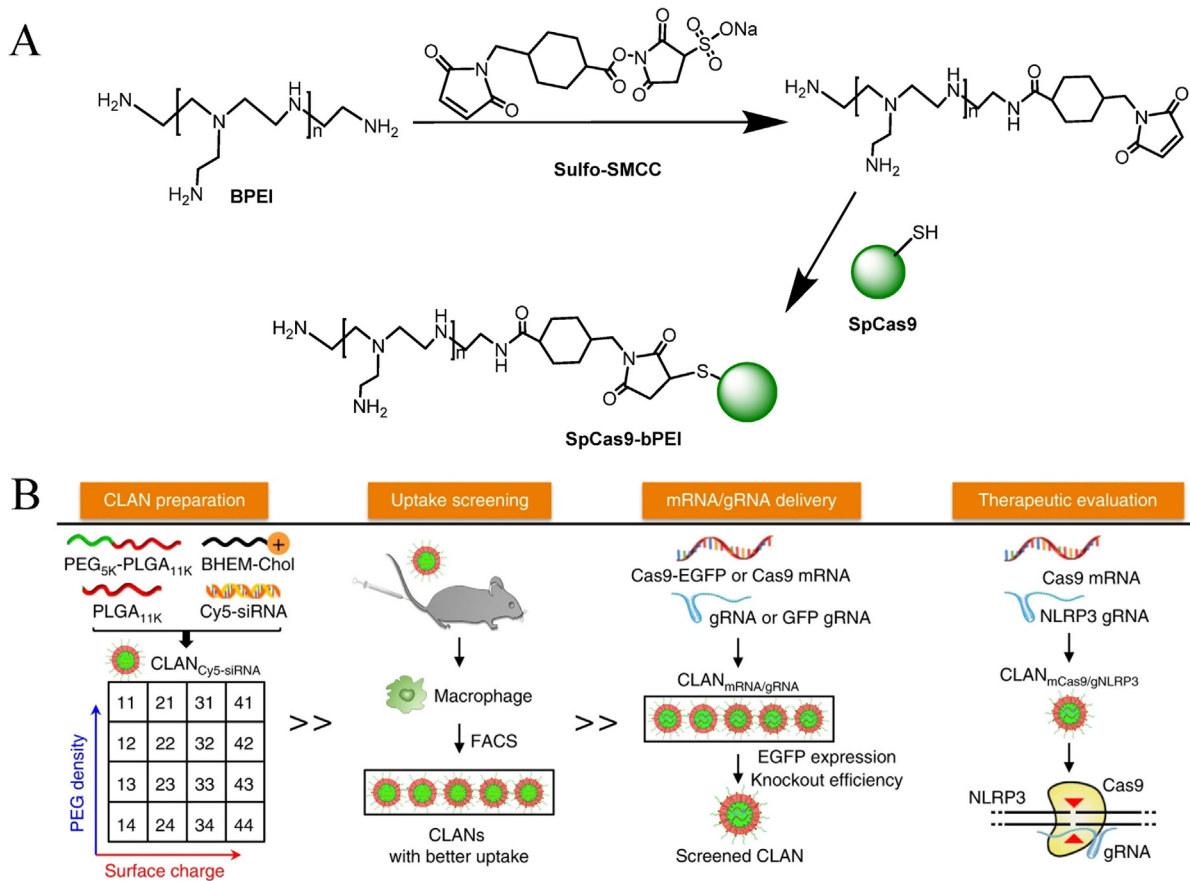 A
H2N
N
H
N
n
NH2
H2N
BPEI
O
N
O
O
O
N
O
O
S
O
O
ONa
Sulfo-SMCC
H2N
N
H
N
n
N
H
O
NH2
N
O
O
SH
SpCas9
H2N
N
H
N
n
N
H
O
NH2
N
O
O
S
SpCas9-bPEI
B
CLAN preparation
Uptake screening
mRNA/gRNA delivery
Therapeutic evaluation
PEG5K-PLGA11K
BHEM-Chol
+
PLGA11K
Cy5-siRNA
CLANCy5-siRNA
11 21 31 41
12 22 32 42
13 23 33 43
14 24 34 44
PEG density
Surface charge
>>
Macrophage
FACS
CLANs
with better uptake
>>
Cas9-EGFP or Cas9 mRNA
gRNA or GFP gRNA
CLANmRNA/gRNA
EGFP expression
Knockout efficiency
Screened CLAN
Cas9 mRNA
NLRP3 gRNA
CLANmCas9/gNLRP3
Cas9
NLRP3
gRNA